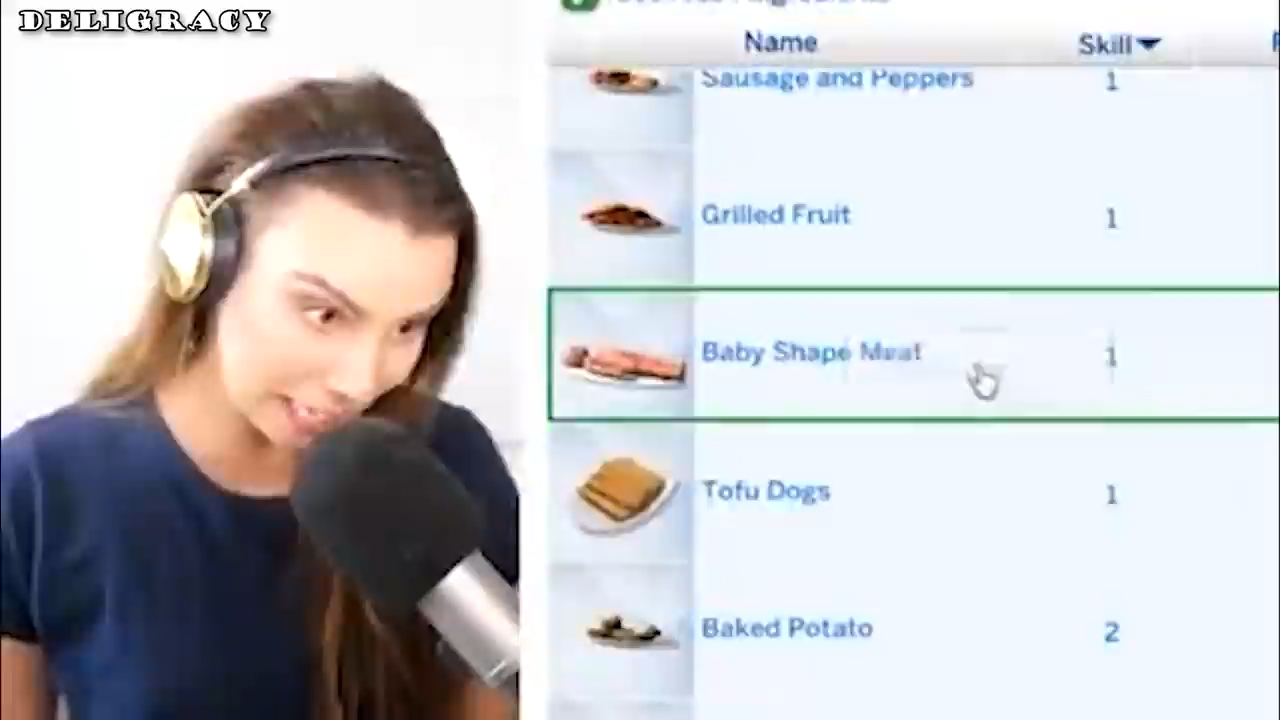 DELIGRACY
Name Skill
Sausage and Peppers 1
Grilled Fruit 1
Baby Shape Meat 1
Tofu Dogs 1
Baked Potato 2